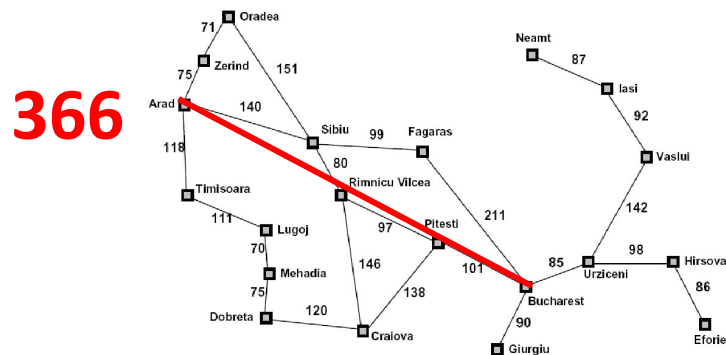 Oradea
71
Neamt
87
Zerind
75
151
366
Iasi
Arad
140
92
Sibiu
99
Fagaras
118
80
Vaslui
Rimnicu Vilcea
Timisoara
211
142
111
Lugoj
97
Pitesti
70
98
Hirsova
146
101
85
Urziceni
Mehadia
138
86
75
Bucharest
120
90
Dobreta
Craiova
Eforie
Giurgiu